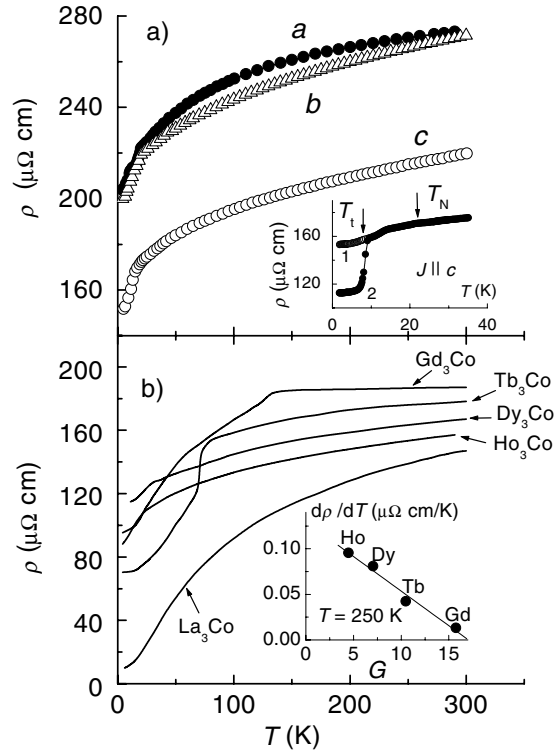 a)
a
b
c
280
240
200
160
ρ (μΩ cm)
T_t
T_N
160
120
1
2
J || c
ρ (μΩ cm)
0 20 40
T (K)
b)
Gd₃Co
Tb₃Co
Dy₃Co
Ho₃Co
La₃Co
200
160
120
80
40
0
ρ (μΩ cm)
dρ/dT (μΩ cm/K)
0.10
0.05
0.00
Ho
Dy
Tb
Gd
T = 250 K
0 5 10 15
G
0 100 200 300
T (K)